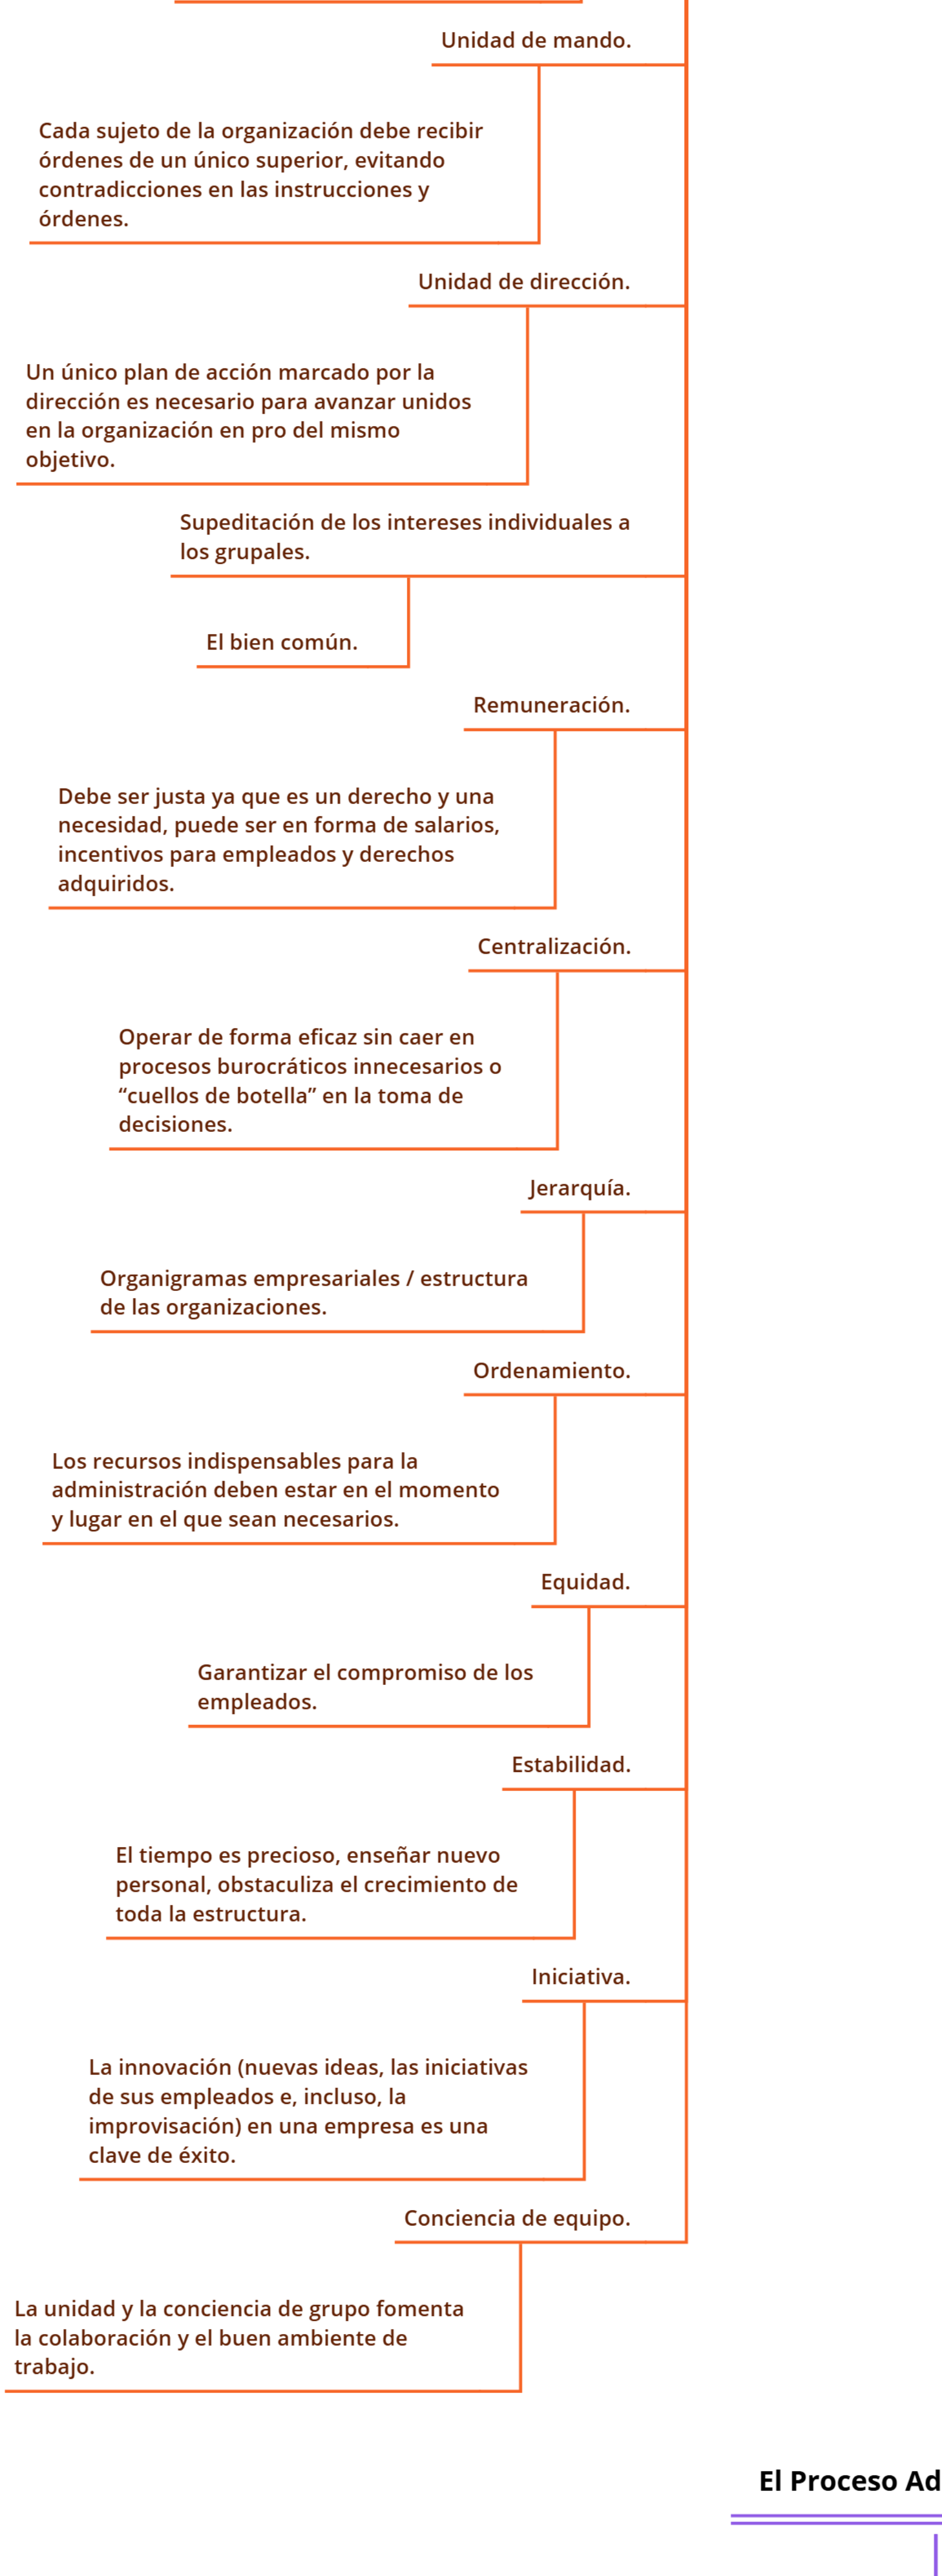 Unidad de mando.
Cada sujeto de la organización debe recibir
órdenes de un único superior, evitando
contradicciones en las instrucciones y
órdenes.
Unidad de dirección.
Un único plan de acción marcado por la
dirección es necesario para avanzar unidos
en la organización en pro del mismo
objetivo.
Supeditación de los intereses individuales a
los grupales.
El bien común.
Remuneración.
Debe ser justa ya que es un derecho y una
necesidad, puede ser en forma de salarios,
incentivos para empleados y derechos
adquiridos.
Centralización.
Operar de forma eficaz sin caer en
procesos burocráticos innecesarios o
“cuellos de botella” en la toma de
decisiones.
Jerarquía.
Organigramas empresariales / estructura
de las organizaciones.
Ordenamiento.
Los recursos indispensables para la
administración deben estar en el momento
y lugar en el que sean necesarios.
Equidad.
Garantizar el compromiso de los
empleados.
Estabilidad.
El tiempo es precioso, enseñar nuevo
personal, obstaculiza el crecimiento de
toda la estructura.
Iniciativa.
La innovación (nuevas ideas, las iniciativas
de sus empleados e, incluso, la
improvisación) en una empresa es una
clave de éxito.
Conciencia de equipo.
La unidad y la conciencia de grupo fomenta
la colaboración y el buen ambiente de
trabajo.
El Proceso Ad